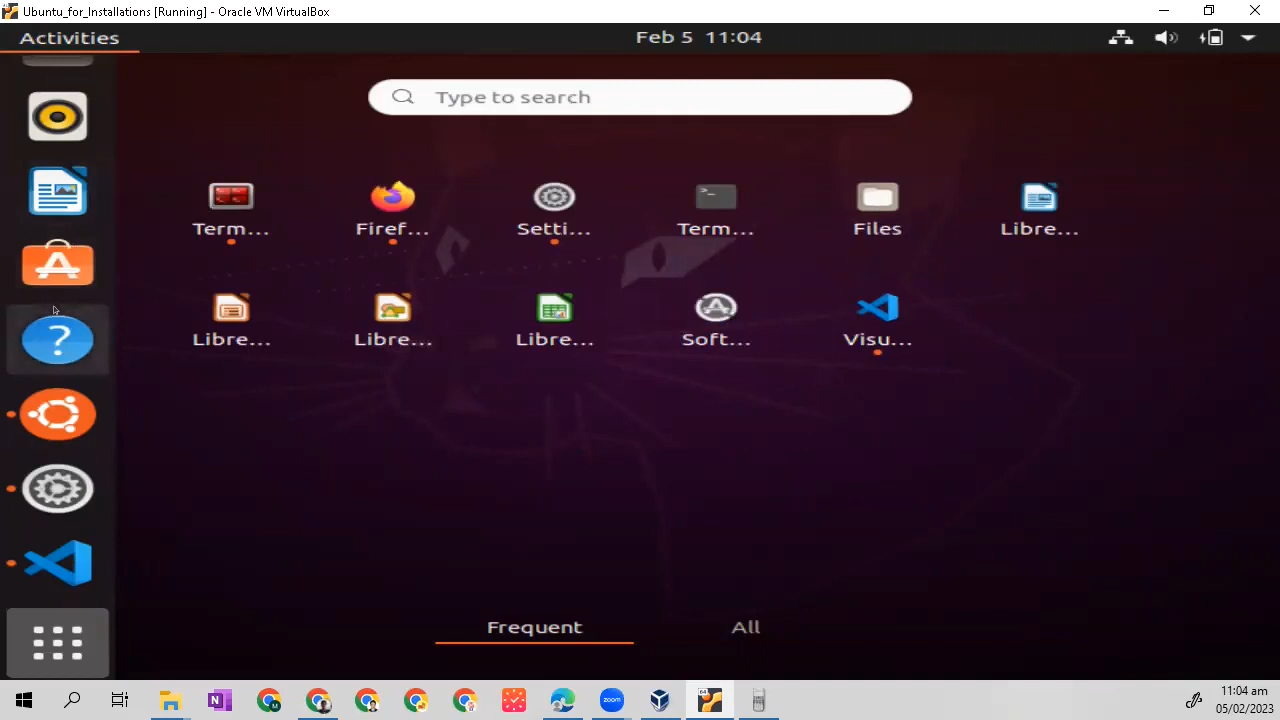 Ubuntu_for_Installations [Running] - Oracle VM VirtualBox
Activities
Feb 5 11:04
Type to search
Term... Firef... Setti... Term... Files Libre...
Libre... Libre... Libre... Soft... Visu...
Frequent All
zoom
11:04 am
05/02/2023